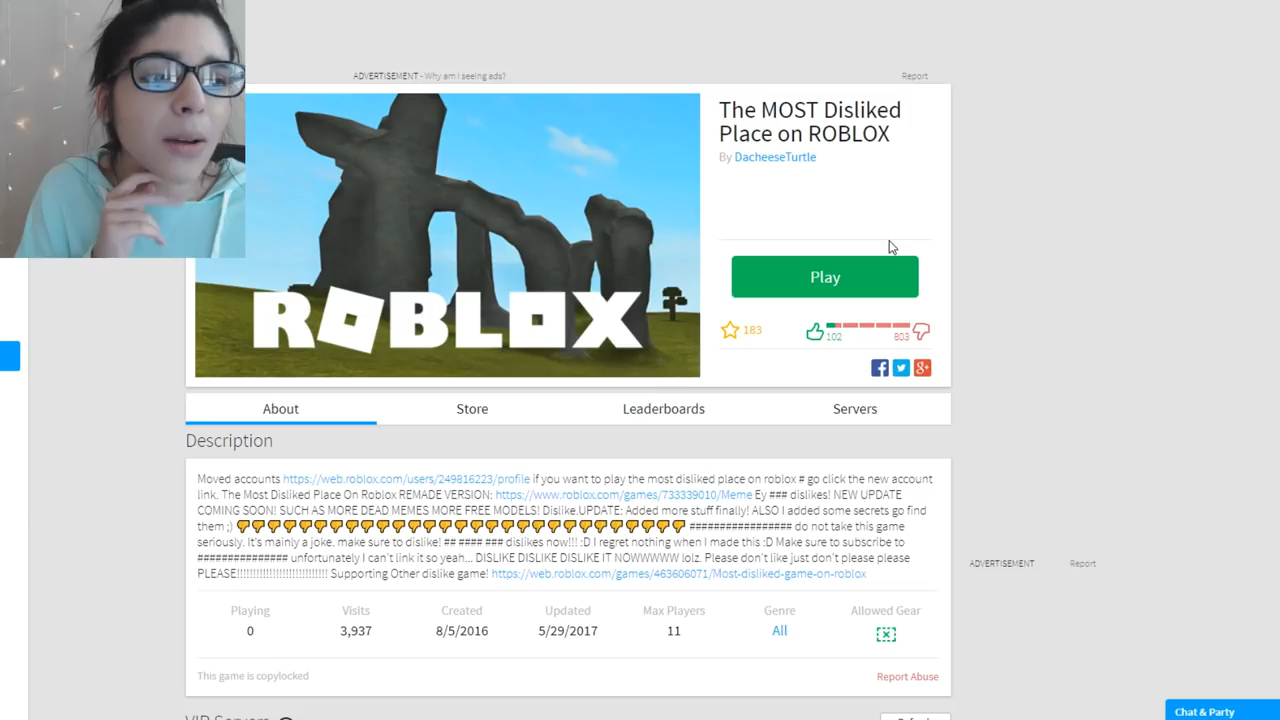 ADVERTISEMENT - Why am I seeing ads?
Report
ROBLOX
The MOST Disliked
Place on ROBLOX
By DacheeseTurtle
Play
183
102
803
About
Store
Leaderboards
Servers
Description
Moved accounts https://web.roblox.com/users/249816223/profile if you want to play the most disliked place on roblox # go click the new account
link. The Most Disliked Place On Roblox REMADE VERSION: https://www.roblox.com/games/733339010/Meme Ey ### dislikes! NEW UPDATE
COMING SOON! SUCH AS MORE DEAD MEMES MORE FREE MODELS! Dislike.UPDATE: Added more stuff finally! ALSO I added some secrets go find
them ;) 👎👎👎👎👎👎👎👎👎👎👎👎👎👎👎👎👎👎👎👎👎👎👎👎👎👎👎👎👎 ################ do not take this game
seriously. It's mainly a joke. make sure to dislike! ## #### ### dislikes now!!! :D I regret nothing when I made this :D Make sure to subscribe to
############## unfortunately I can't link it so yeah... DISLIKE DISLIKE DISLIKE IT NOWWWWW lolz. Please don't like just don't please please
PLEASE!!!!!!!!!!!!!!!!!!!!!!!!!!!! Supporting Other dislike game! https://web.roblox.com/games/463606071/Most-disliked-game-on-roblox
ADVERTISEMENT
Report
Playing
Visits
Created
Updated
Max Players
Genre
Allowed Gear
0
3,937
8/5/2016
5/29/2017
11
All
This game is copylocked
Report Abuse
VIP Servers
Chat & Party